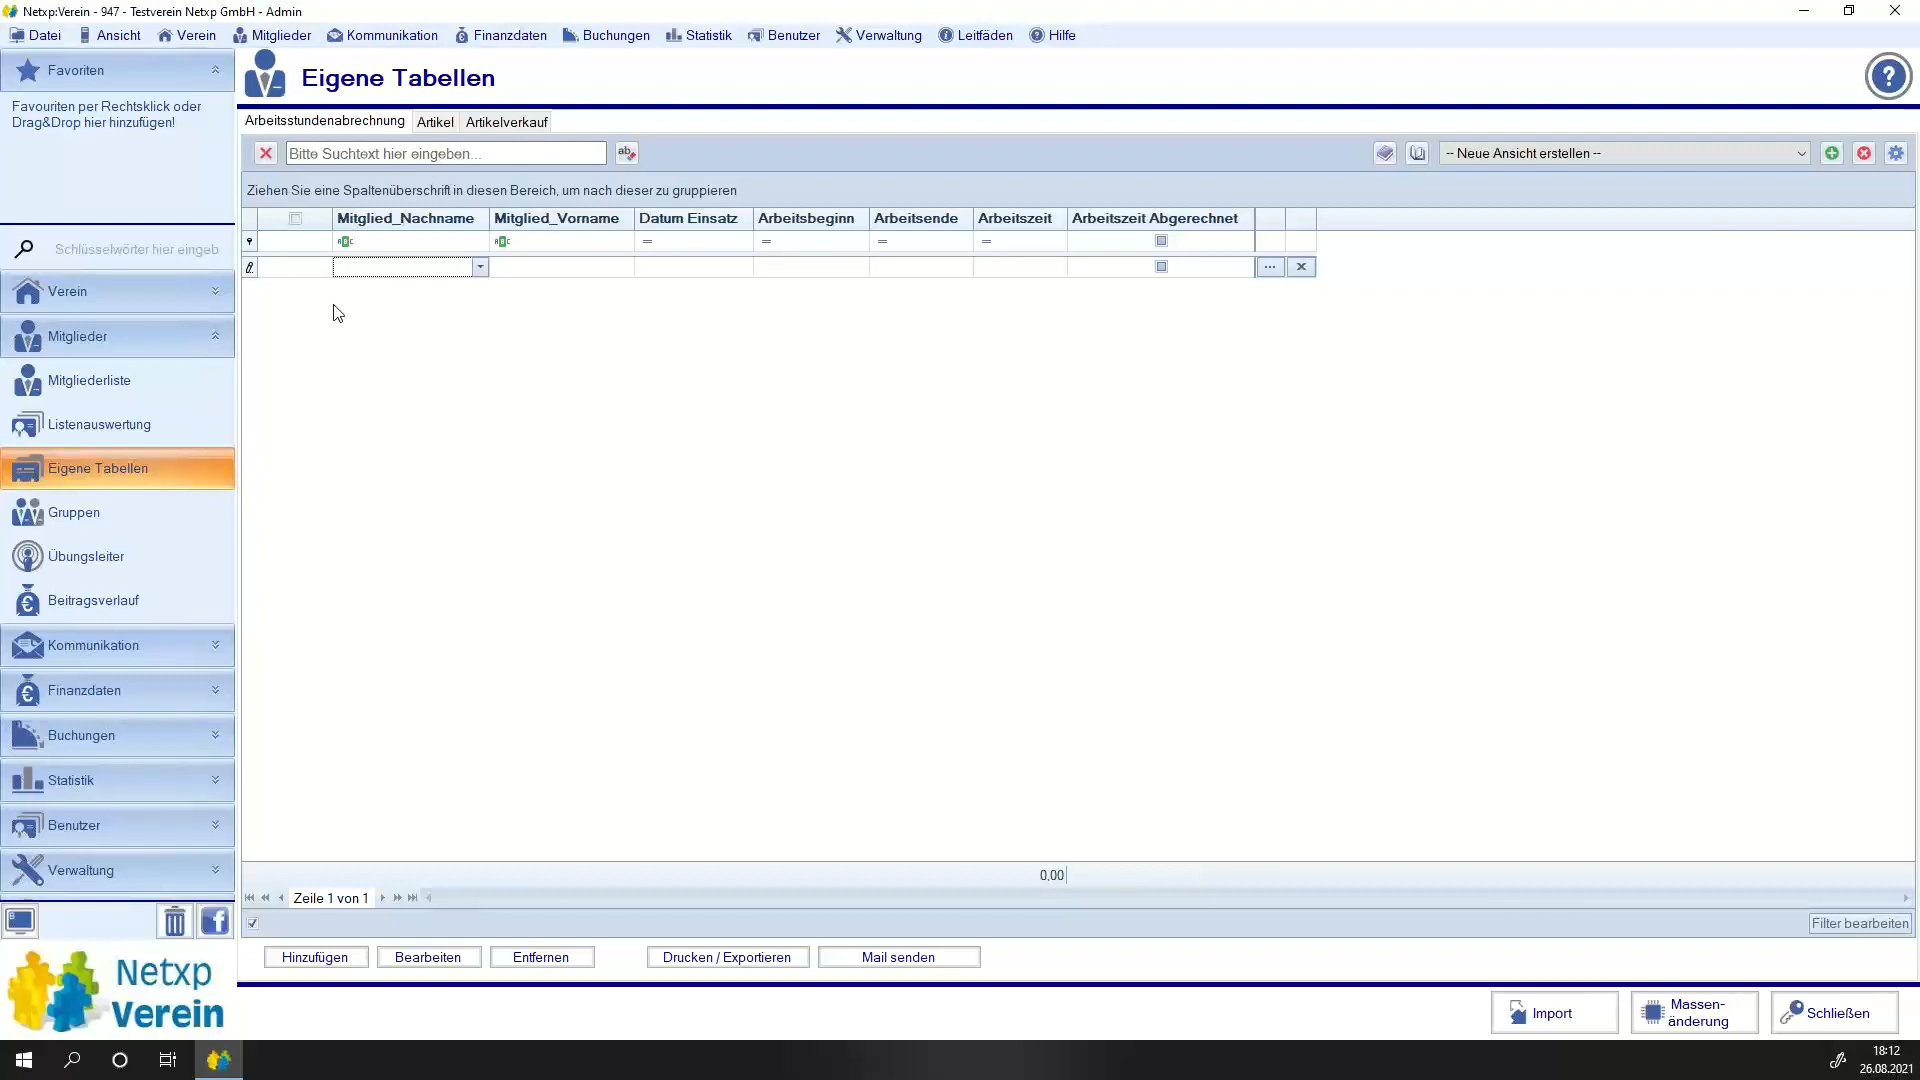 Netxp:Verein - 947 - Testverein Netxp GmbH - Admin
Datei Ansicht Verein Mitglieder Kommunikation Finanzdaten Buchungen Statistik Benutzer Verwaltung Leitfäden Hilfe
Favoriten
Favouriten per Rechtsklick oder
Drag&Drop hier hinzufügen!
Schlüsselwörter hier eingeb
Verein
Mitglieder
Mitgliederliste
Listenauswertung
Eigene Tabellen
Gruppen
Übungsleiter
Beitragsverlauf
Kommunikation
Finanzdaten
Buchungen
Statistik
Benutzer
Verwaltung
Netxp
Verein
Eigene Tabellen
?
Arbeitsstundenabrechnung Artikel Artikelverkauf
Bitte Suchtext hier eingeben... ab
-- Neue Ansicht erstellen --
Ziehen Sie eine Spaltenüberschrift in diesen Bereich, um nach dieser zu gruppieren
Mitglied_Nachname Mitglied_Vorname Datum Einsatz Arbeitsbeginn Arbeitsende Arbeitszeit Arbeitszeit Abgerechnet
ABC ABC = = = =
... x
0,00
Zeile 1 von 1
Filter bearbeiten
Hinzufügen Bearbeiten Entfernen Drucken / Exportieren Mail senden
Import
Massen-
änderung
Schließen
18:12
26.08.2021